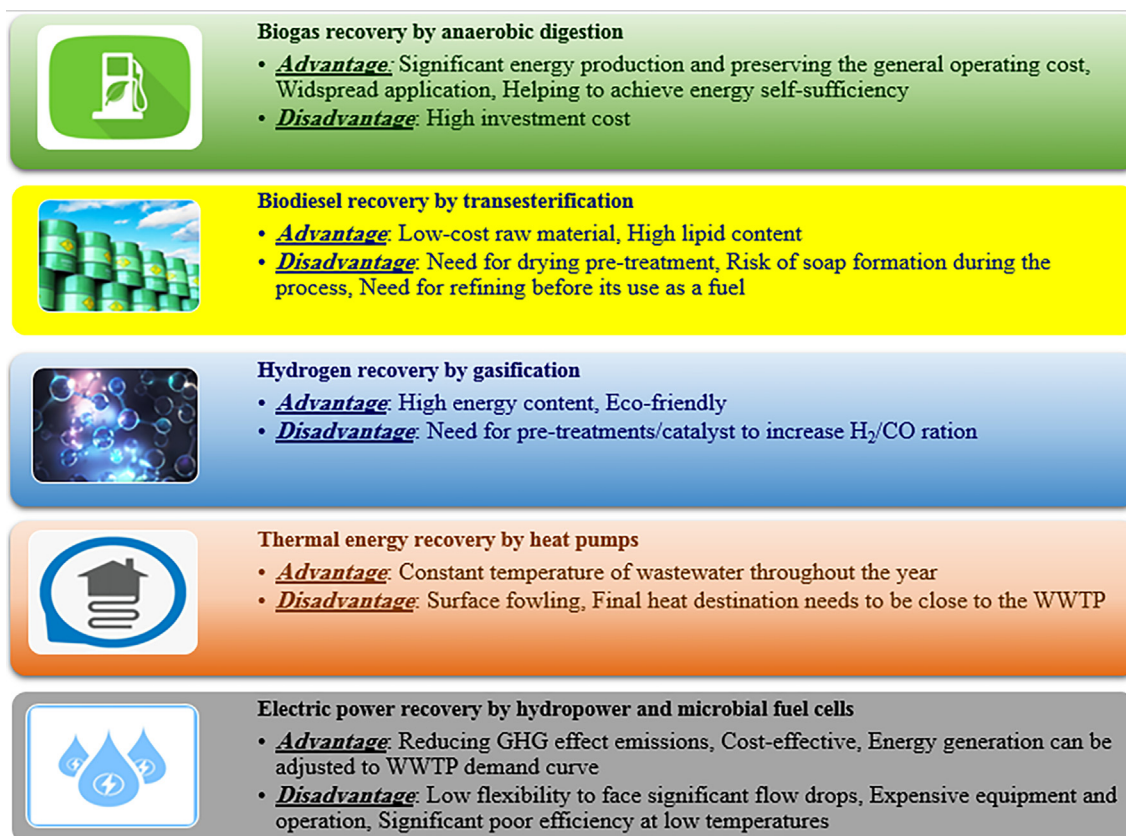 Biogas recovery by anaerobic digestion
• Advantage: Significant energy production and preserving the general operating cost,
Widspread application, Helping to achieve energy self-sufficiency
• Disadvantage: High investment cost
Biodiesel recovery by transesterification
• Advantage: Low-cost raw material, High lipid content
• Disadvantage: Need for drying pre-treatment, Risk of soap formation during the
process, Need for refining before its use as a fuel
Hydrogen recovery by gasification
• Advantage: High energy content, Eco-friendly
• Disadvantage: Need for pre-treatments/catalyst to increase H₂/CO ration
Thermal energy recovery by heat pumps
• Advantage: Constant temperature of wastewater throughout the year
• Disadvantage: Surface fowling, Final heat destination needs to be close to the WWTP
Electric power recovery by hydropower and microbial fuel cells
• Advantage: Reducing GHG effect emissions, Cost-effective, Energy generation can be
adjusted to WWTP demand curve
• Disadvantage: Low flexibility to face significant flow drops, Expensive equipment and
operation, Significant poor efficiency at low temperatures